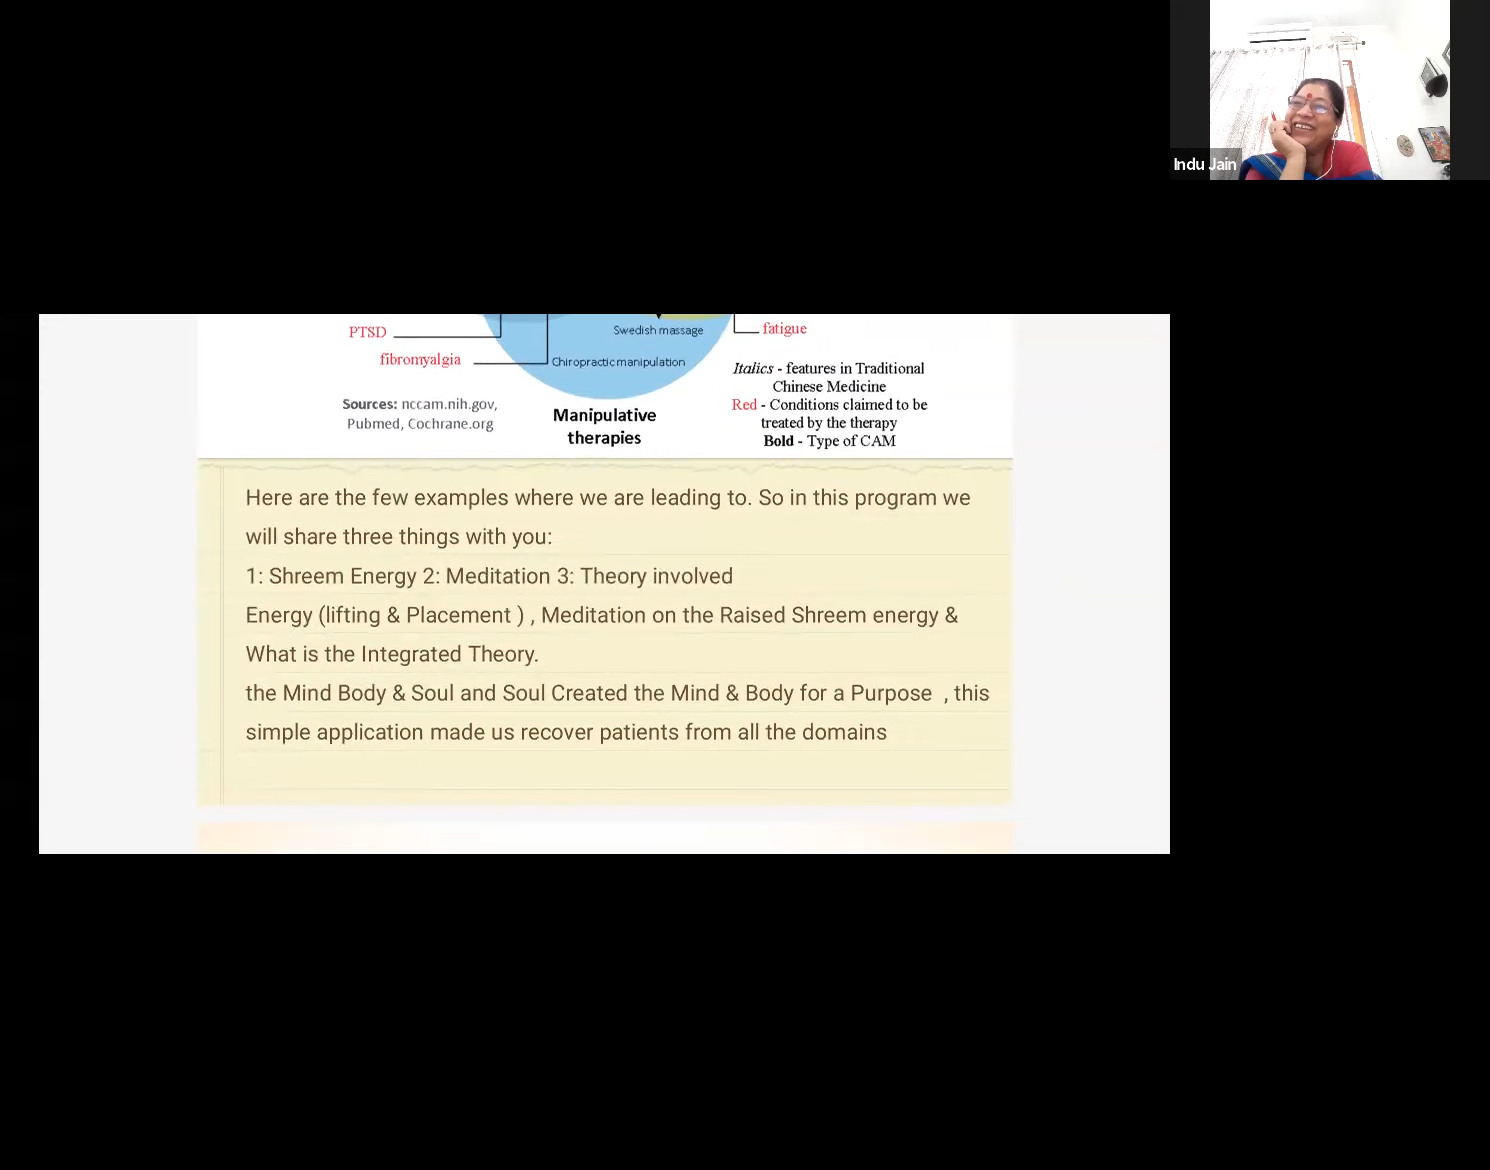 Indu Jain
PTSD
Swedish massage
fatigue
fibromyalgia
Chiropractic manipulation
Italics - features in Traditional
Chinese Medicine
Red - Conditions claimed to be
treated by the therapy
Bold - Type of CAM
Sources: nccam.nih.gov,
Pubmed, Cochrane.org
Manipulative
therapies
Here are the few examples where we are leading to. So in this program we
will share three things with you:
1: Shreem Energy 2: Meditation 3: Theory involved
Energy (lifting & Placement ) , Meditation on the Raised Shreem energy &
What is the Integrated Theory.
the Mind Body & Soul and Soul Created the Mind & Body for a Purpose  , this
simple application made us recover patients from all the domains